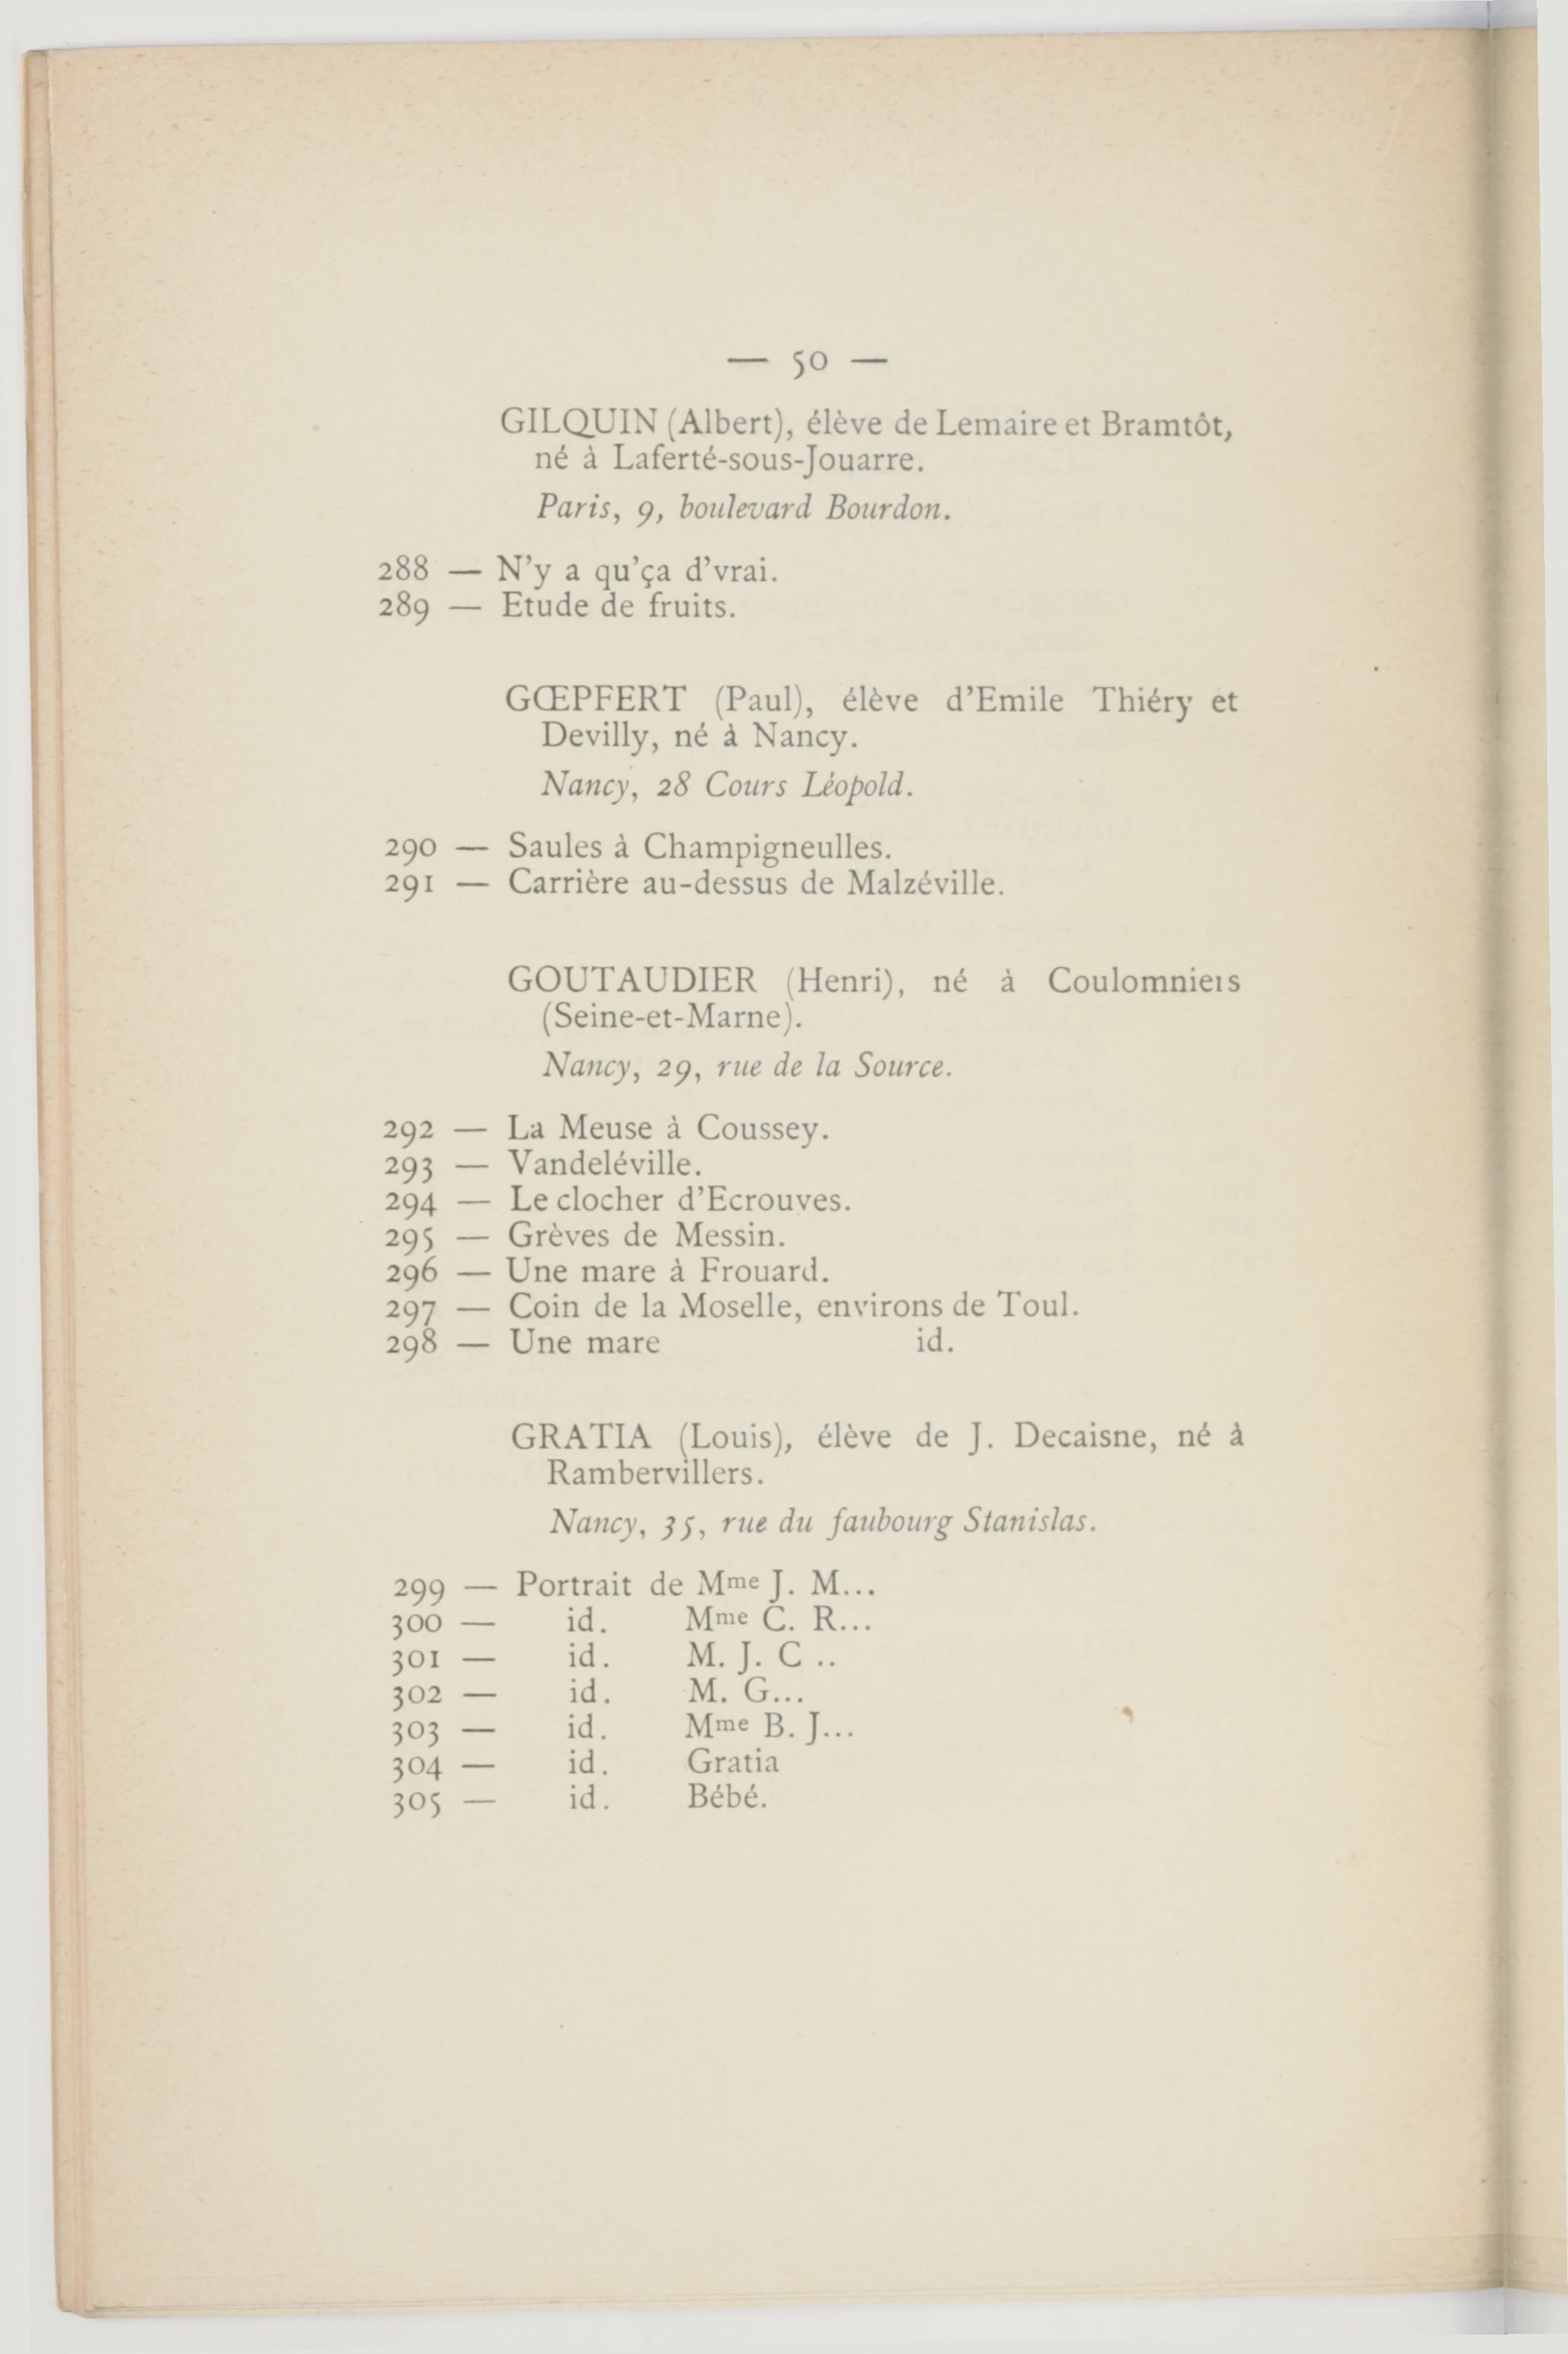 — 50 —
GILQUIN (Albert), élève de Lemaire et Bramtôt,
né à Laferté-sous-Jouarre.
Paris, 9, boulevard Bourdon.
288 — N'y a qu'ça d'vrai.
289 — Etude de fruits.
GŒPFERT (Paul), élève d'Emile Thiéry et
Devilly, né à Nancy.
Nancy, 28 Cours Léopold.
290 — Saules à Champigneulles.
291 — Carrière au-dessus de Malzéville.
GOUTAUDIER (Henri), né à Coulomniers
(Seine-et-Marne).
Nancy, 29, rue de la Source.
292 — La Meuse à Coussey.
293 — Vandeléville.
294 — Le clocher d'Ecrouves.
295 — Grèves de Messin.
296 — Une mare à Frouard.
297 — Coin de la Moselle, environs de Toul.
298 — Une mare id.
GRATIA (Louis), élève de J. Decaisne, né à
Rambervillers.
Nancy, 35, rue du faubourg Stanislas.
299 — Portrait de Mme J. M...
300 — id. Mme C. R...
301 — id. M. J. C ..
302 — id. M. G...
303 — id. Mme B. J...
304 — id. Gratia
305 — id. Bébé.